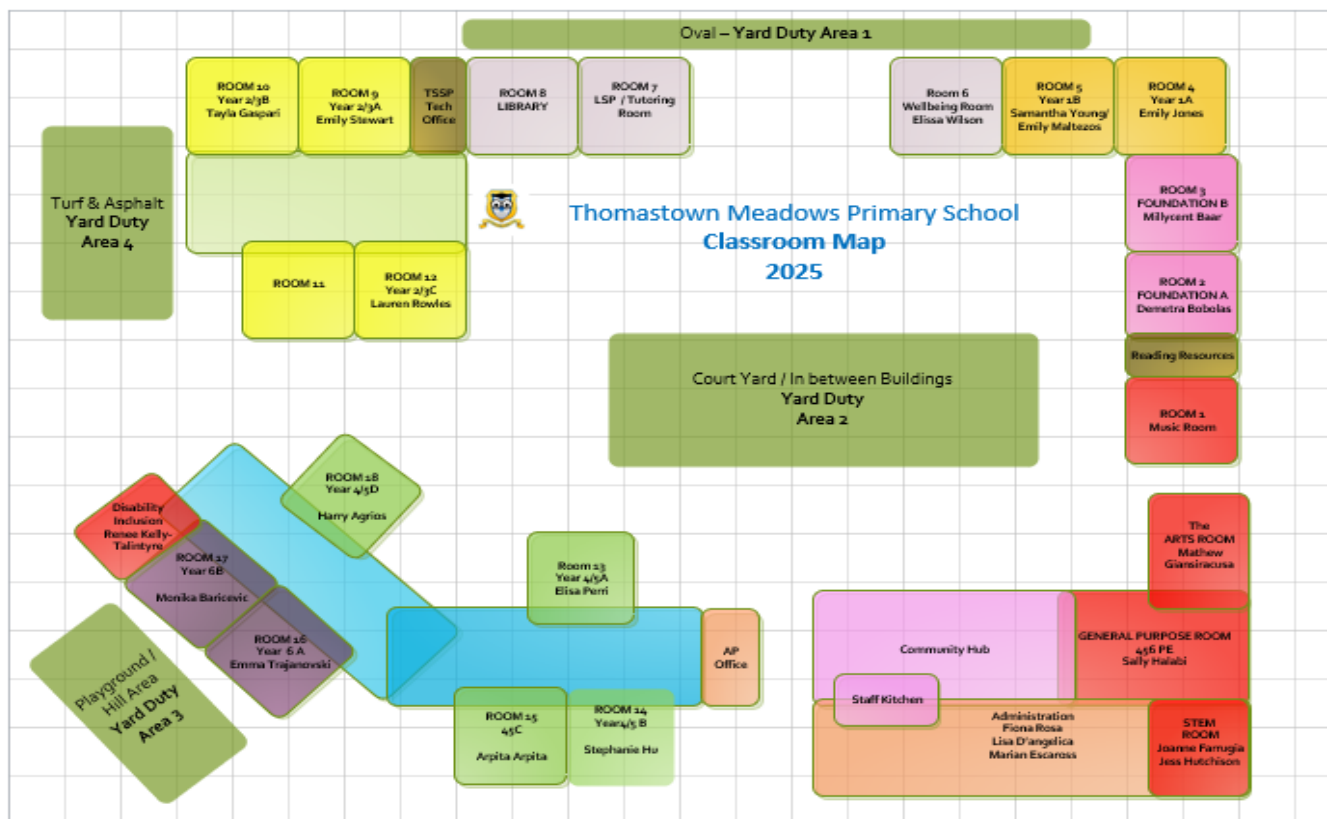 Oval – Yard Duty Area 1
ROOM 10
Year 2/3B
Tayla Gaspari
ROOM 9
Year 2/3A
Emily Stewart
TSSP
Tech
Office
ROOM 8
LIBRARY
ROOM 7
LSP / Tutoring
Room
Room 6
Wellbeing Room
Elissa Wilson
ROOM 5
Year 1B
Samantha Young/
Emily Maltezos
ROOM 4
Year 1A
Emily Jones
Turf & Asphalt
Yard Duty
Area 4
Thomastown Meadows Primary School
Classroom Map
2025
ROOM 3
FOUNDATION B
Millycent Baar
ROOM 11
ROOM 12
Year 2/3C
Lauren Rowles
ROOM 2
FOUNDATION A
Demetra Bobolas
Reading Resources
Court Yard / In between Buildings
Yard Duty
Area 2
ROOM 1
Music Room
ROOM 18
Year 4/5D
Harry Agrios
Disability
Inclusion
Renee Kelly-
Talintyre
ROOM 17
Year 6B
Monika Baricevic
ROOM 16
Year 6 A
Emma Trajanovski
Playground /
Hill Area
Yard Duty
Area 3
Room 13
Year 4/5A
Elisa Perri
AP
Office
ROOM 15
45C
Arpita Arpita
ROOM 14
Year4/5 B
Stephanie Hu
The
ARTS ROOM
Mathew
Giansiracusa
Community Hub
GENERAL PURPOSE ROOM
456 PE
Sally Halabi
Staff Kitchen
Administration
Fiona Rosa
Lisa D'angelica
Marian Escaross
STEM
ROOM
Joanne Farrugia
Jess Hutchison